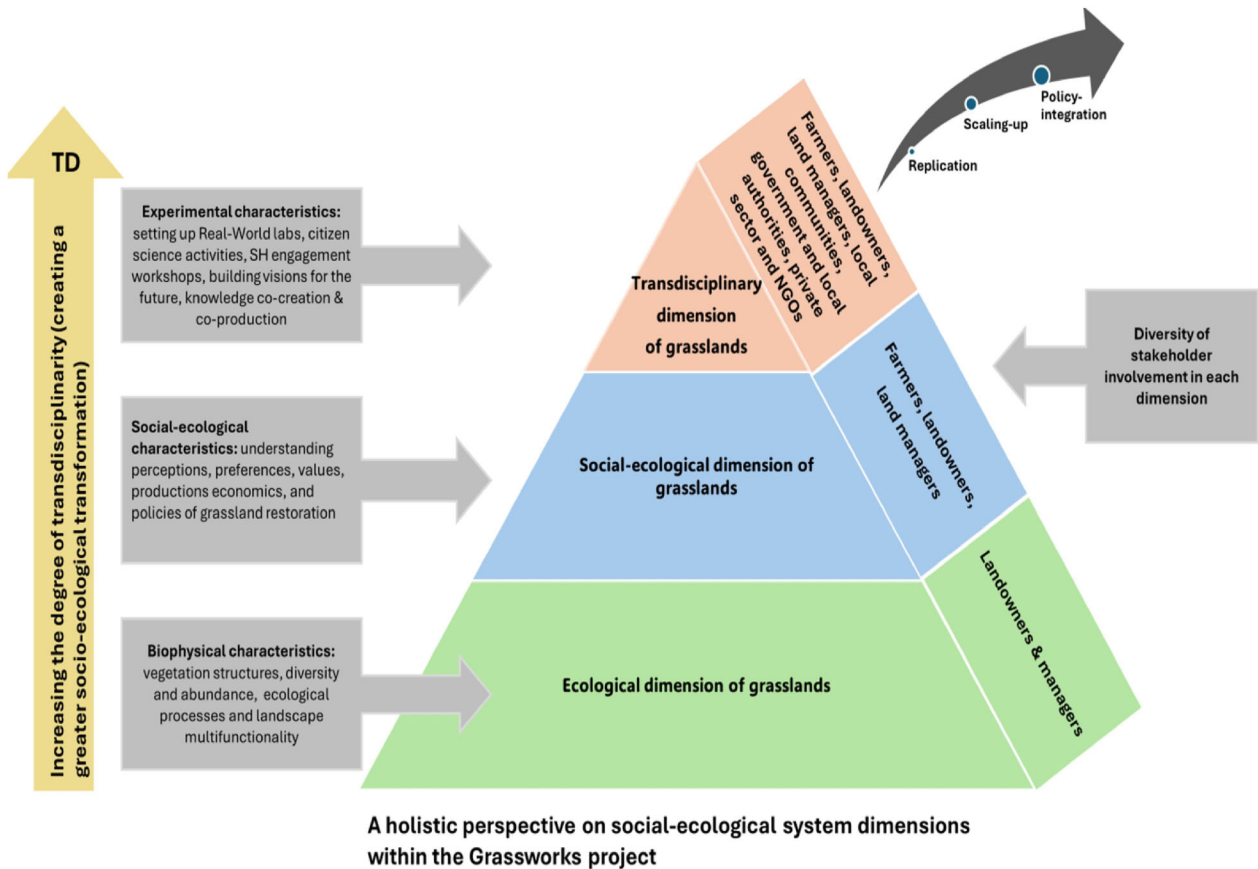 TD
Increasing the degree of transdisciplinarity (creating a
greater socio-ecological transformation)
Experimental characteristics:
setting up Real-World labs, citizen
science activities, SH engagement
workshops, building visions for the
future, knowledge co-creation &
co-production
Social-ecological
characteristics: understanding
perceptions, preferences, values,
productions economics, and
policies of grassland restoration
Biophysical characteristics:
vegetation structures, diversity
and abundance, ecological
processes and landscape
multifunctionality
Transdisciplinary
dimension
of grasslands
Social-ecological dimension of
grasslands
Ecological dimension of grasslands
Farmers, landowners,
land managers, local
communities,
government and local
authorities, private
sector and NGOs
Farmers, landowners,
land managers
Landowners & managers
Replication
Scaling-up
Policy-
integration
Diversity of
stakeholder
involvement in each
dimension
A holistic perspective on social-ecological system dimensions
within the Grassworks project